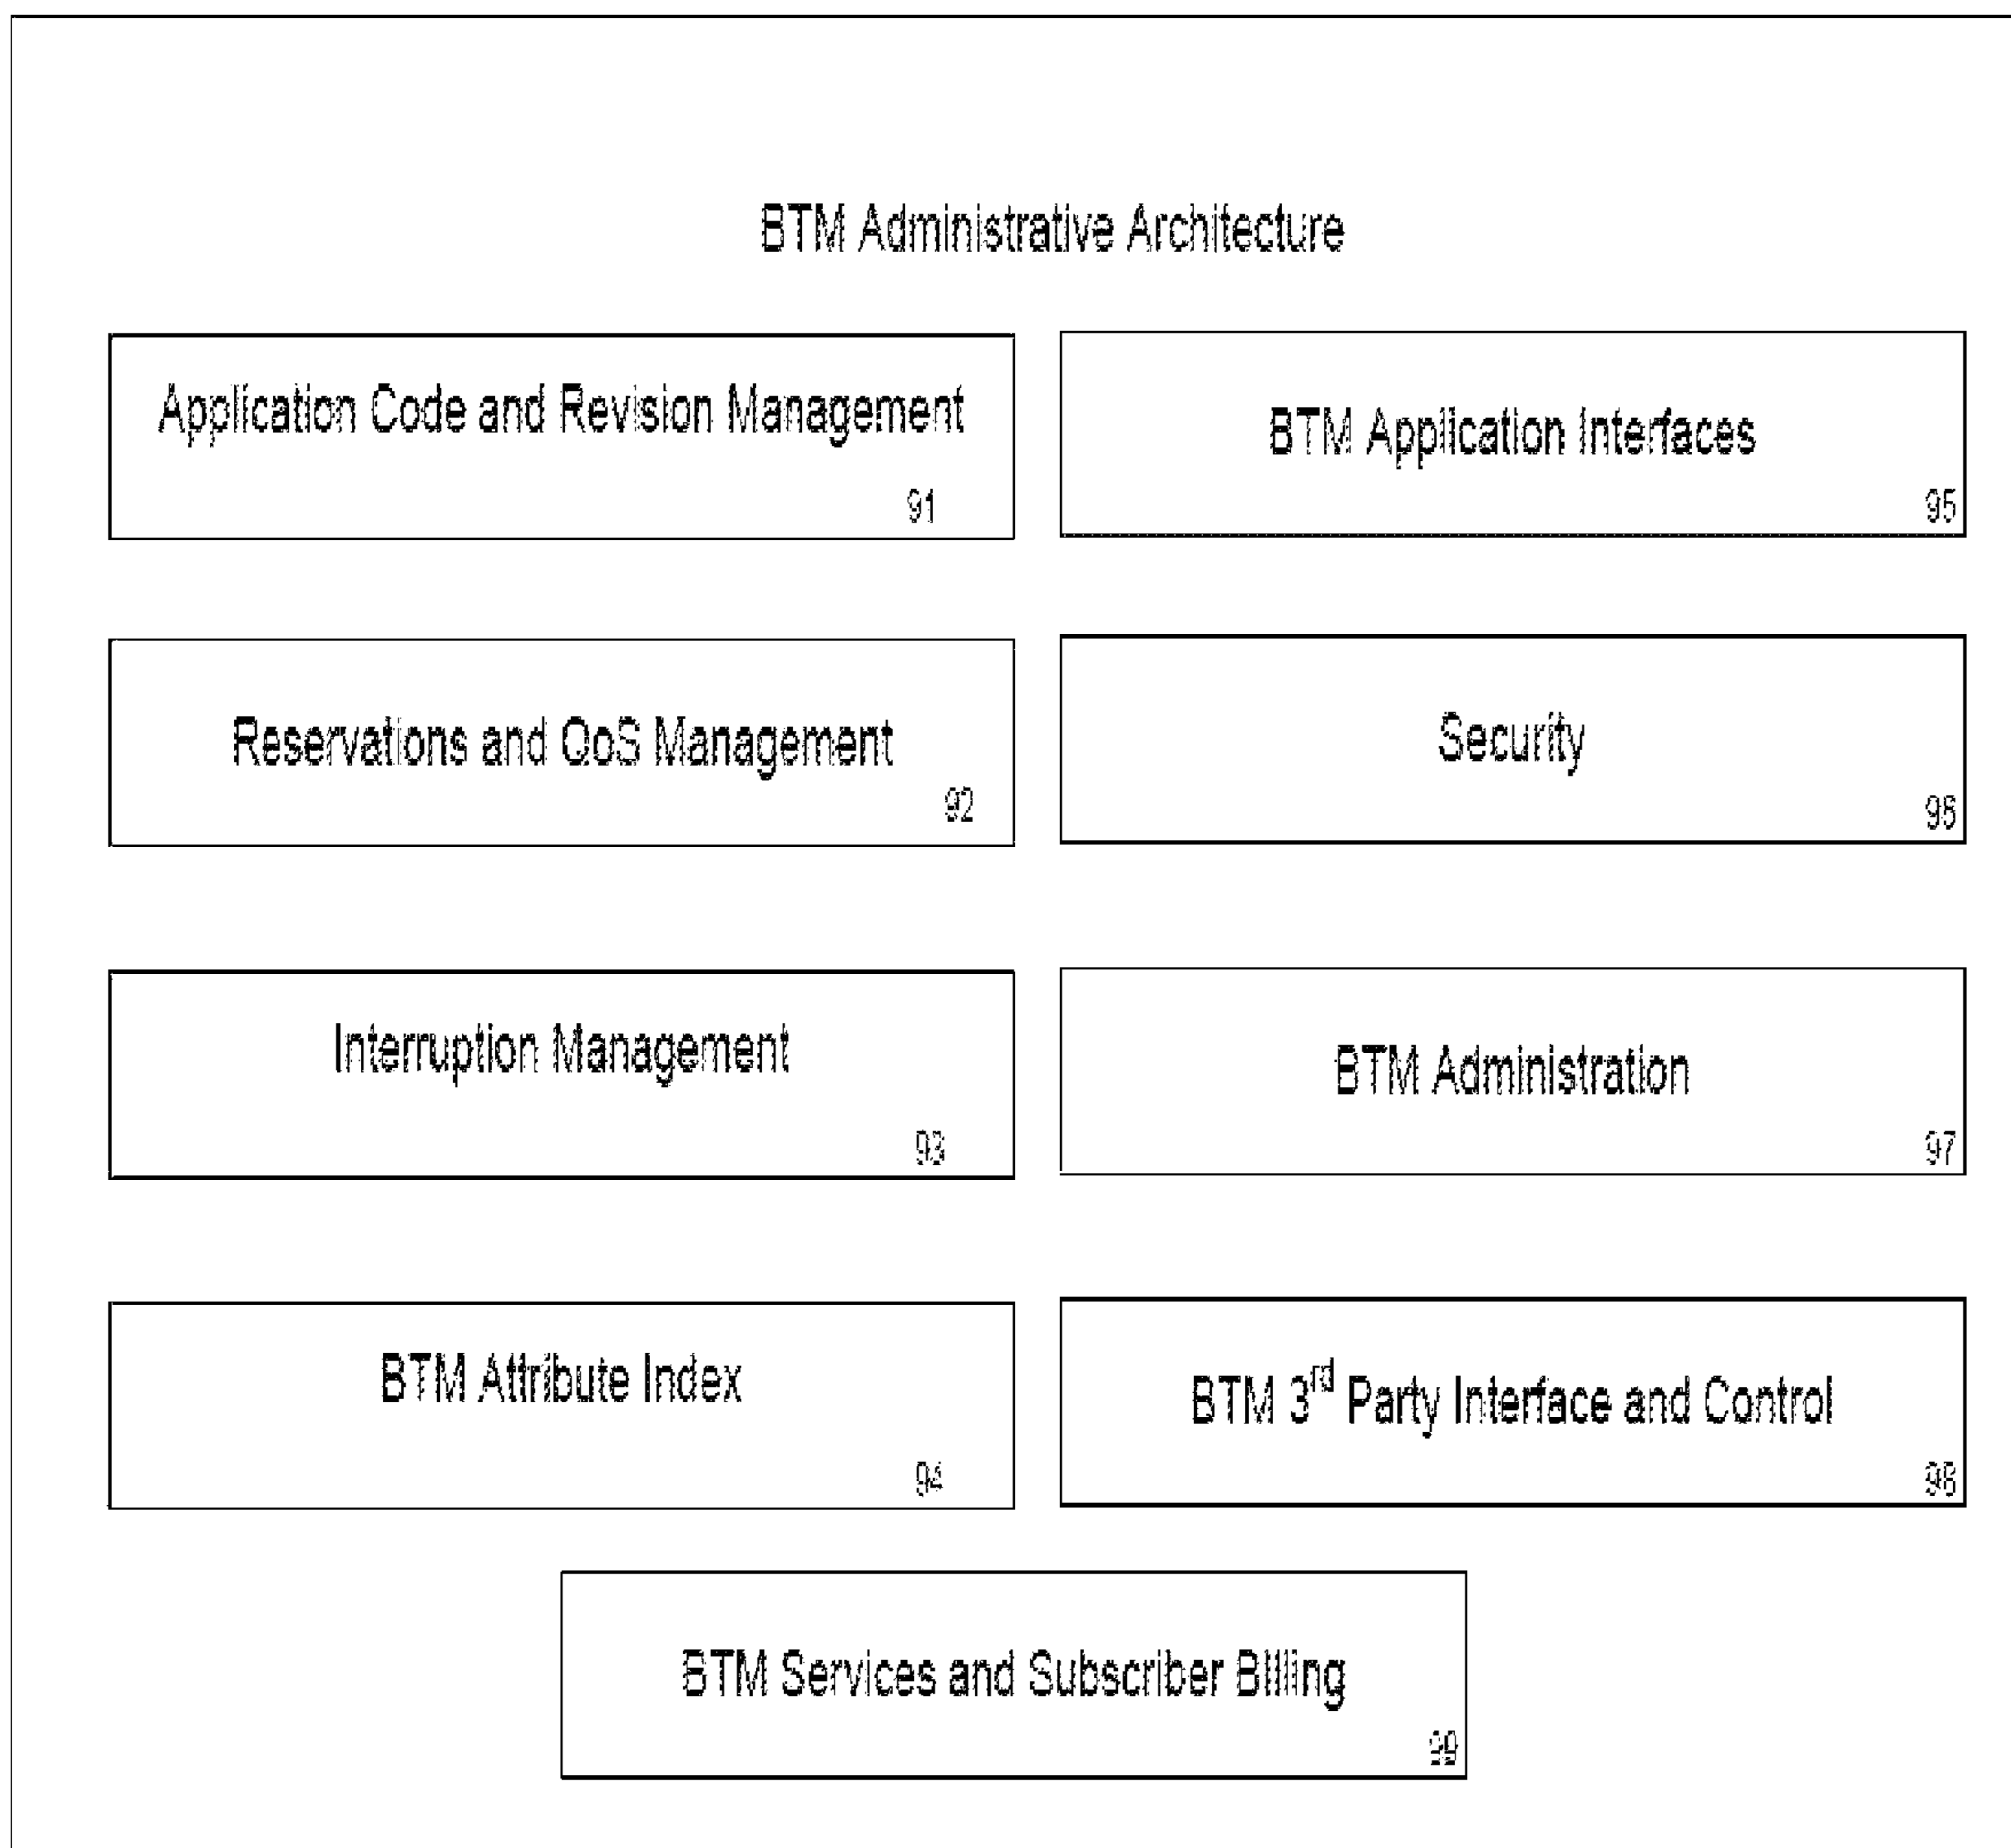 BTM Administrative Architecture
Application Code and Revision Management
91
BTM Application Interfaces
95
Reservations and QoS Management
92
Security
96
Interruption Management
93
BTM Administration
97
BTM Attribute Index
94
BTM 3rd Party Interface and Control
98
BTM Services and Subscriber Billing
99